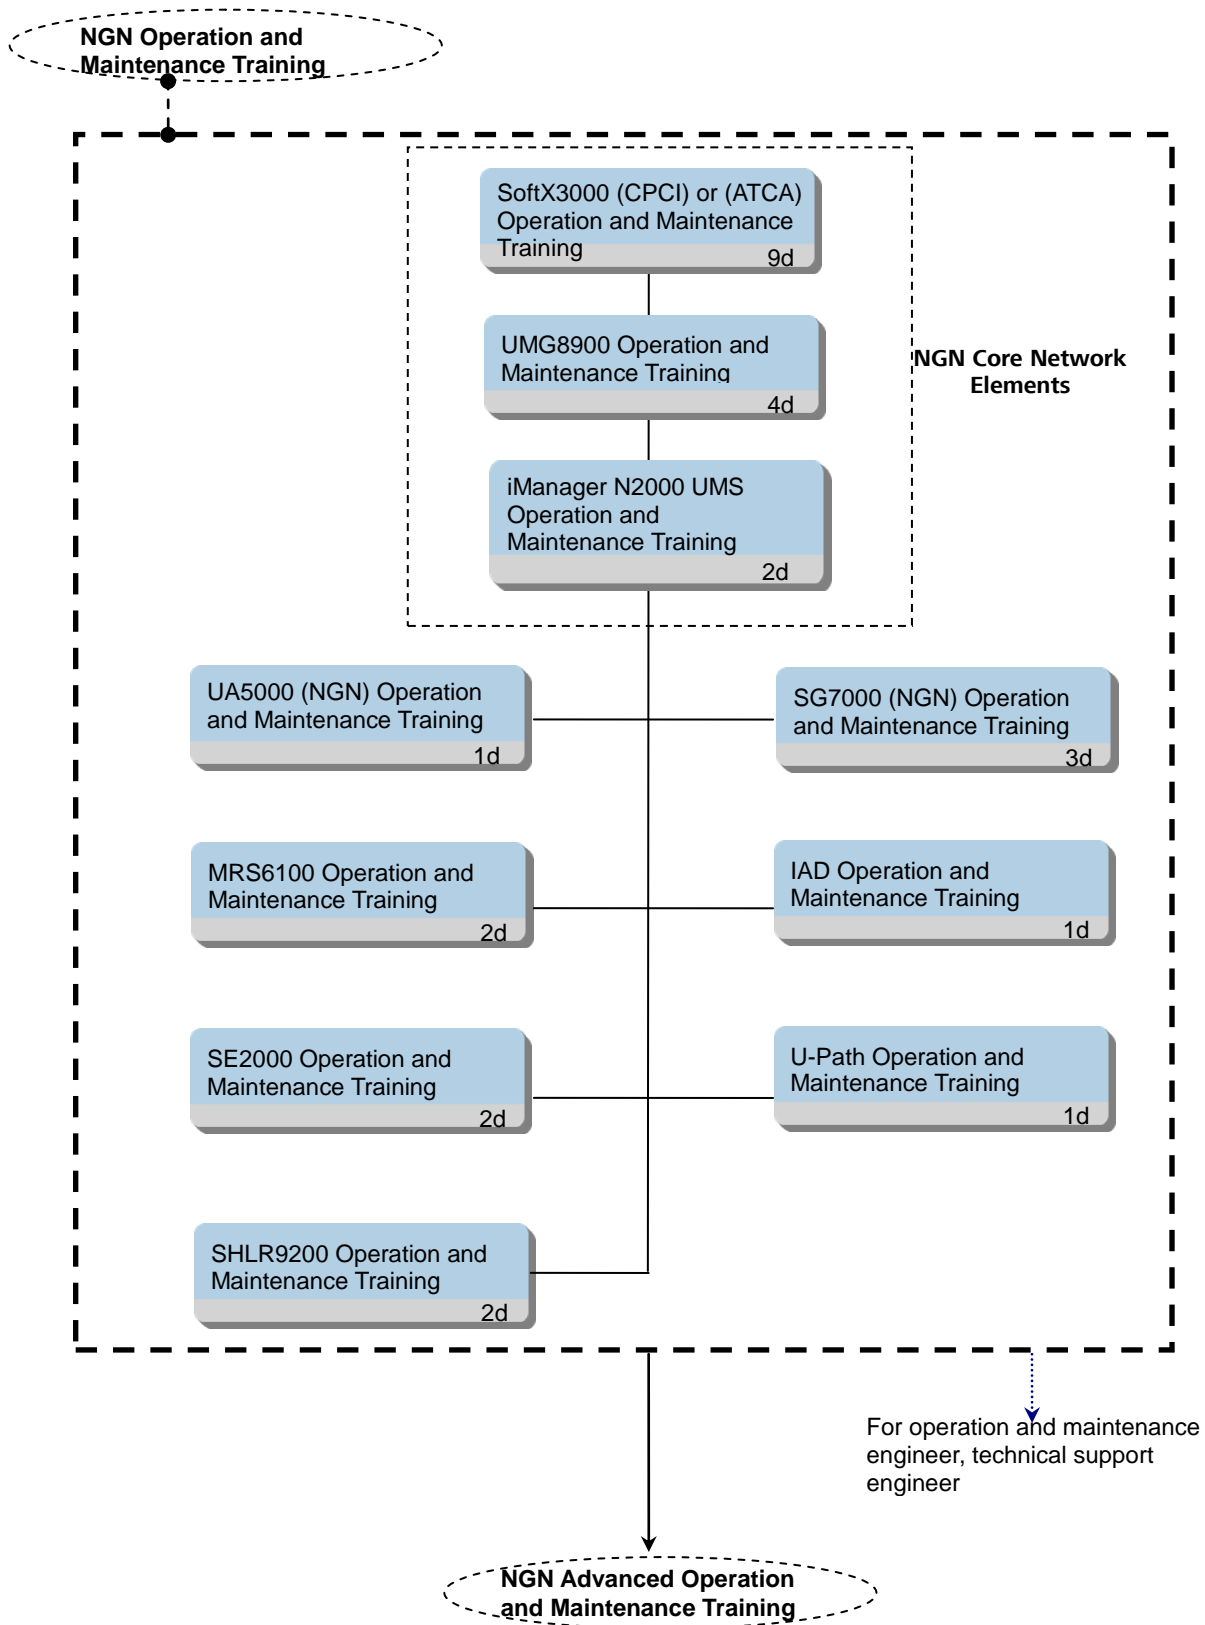 NGN Operation and
Maintenance Training
SoftX3000 (CPCI) or (ATCA)
Operation and Maintenance
Training
9d
UMG8900 Operation and
Maintenance Training
4d
NGN Core Network
Elements
iManager N2000 UMS
Operation and
Maintenance Training
2d
UA5000 (NGN) Operation
and Maintenance Training
1d
SG7000 (NGN) Operation
and Maintenance Training
3d
MRS6100 Operation and
Maintenance Training
2d
IAD Operation and
Maintenance Training
1d
SE2000 Operation and
Maintenance Training
2d
U-Path Operation and
Maintenance Training
1d
SHLR9200 Operation and
Maintenance Training
2d
For operation and maintenance
engineer, technical support
engineer
NGN Advanced Operation
and Maintenance Training